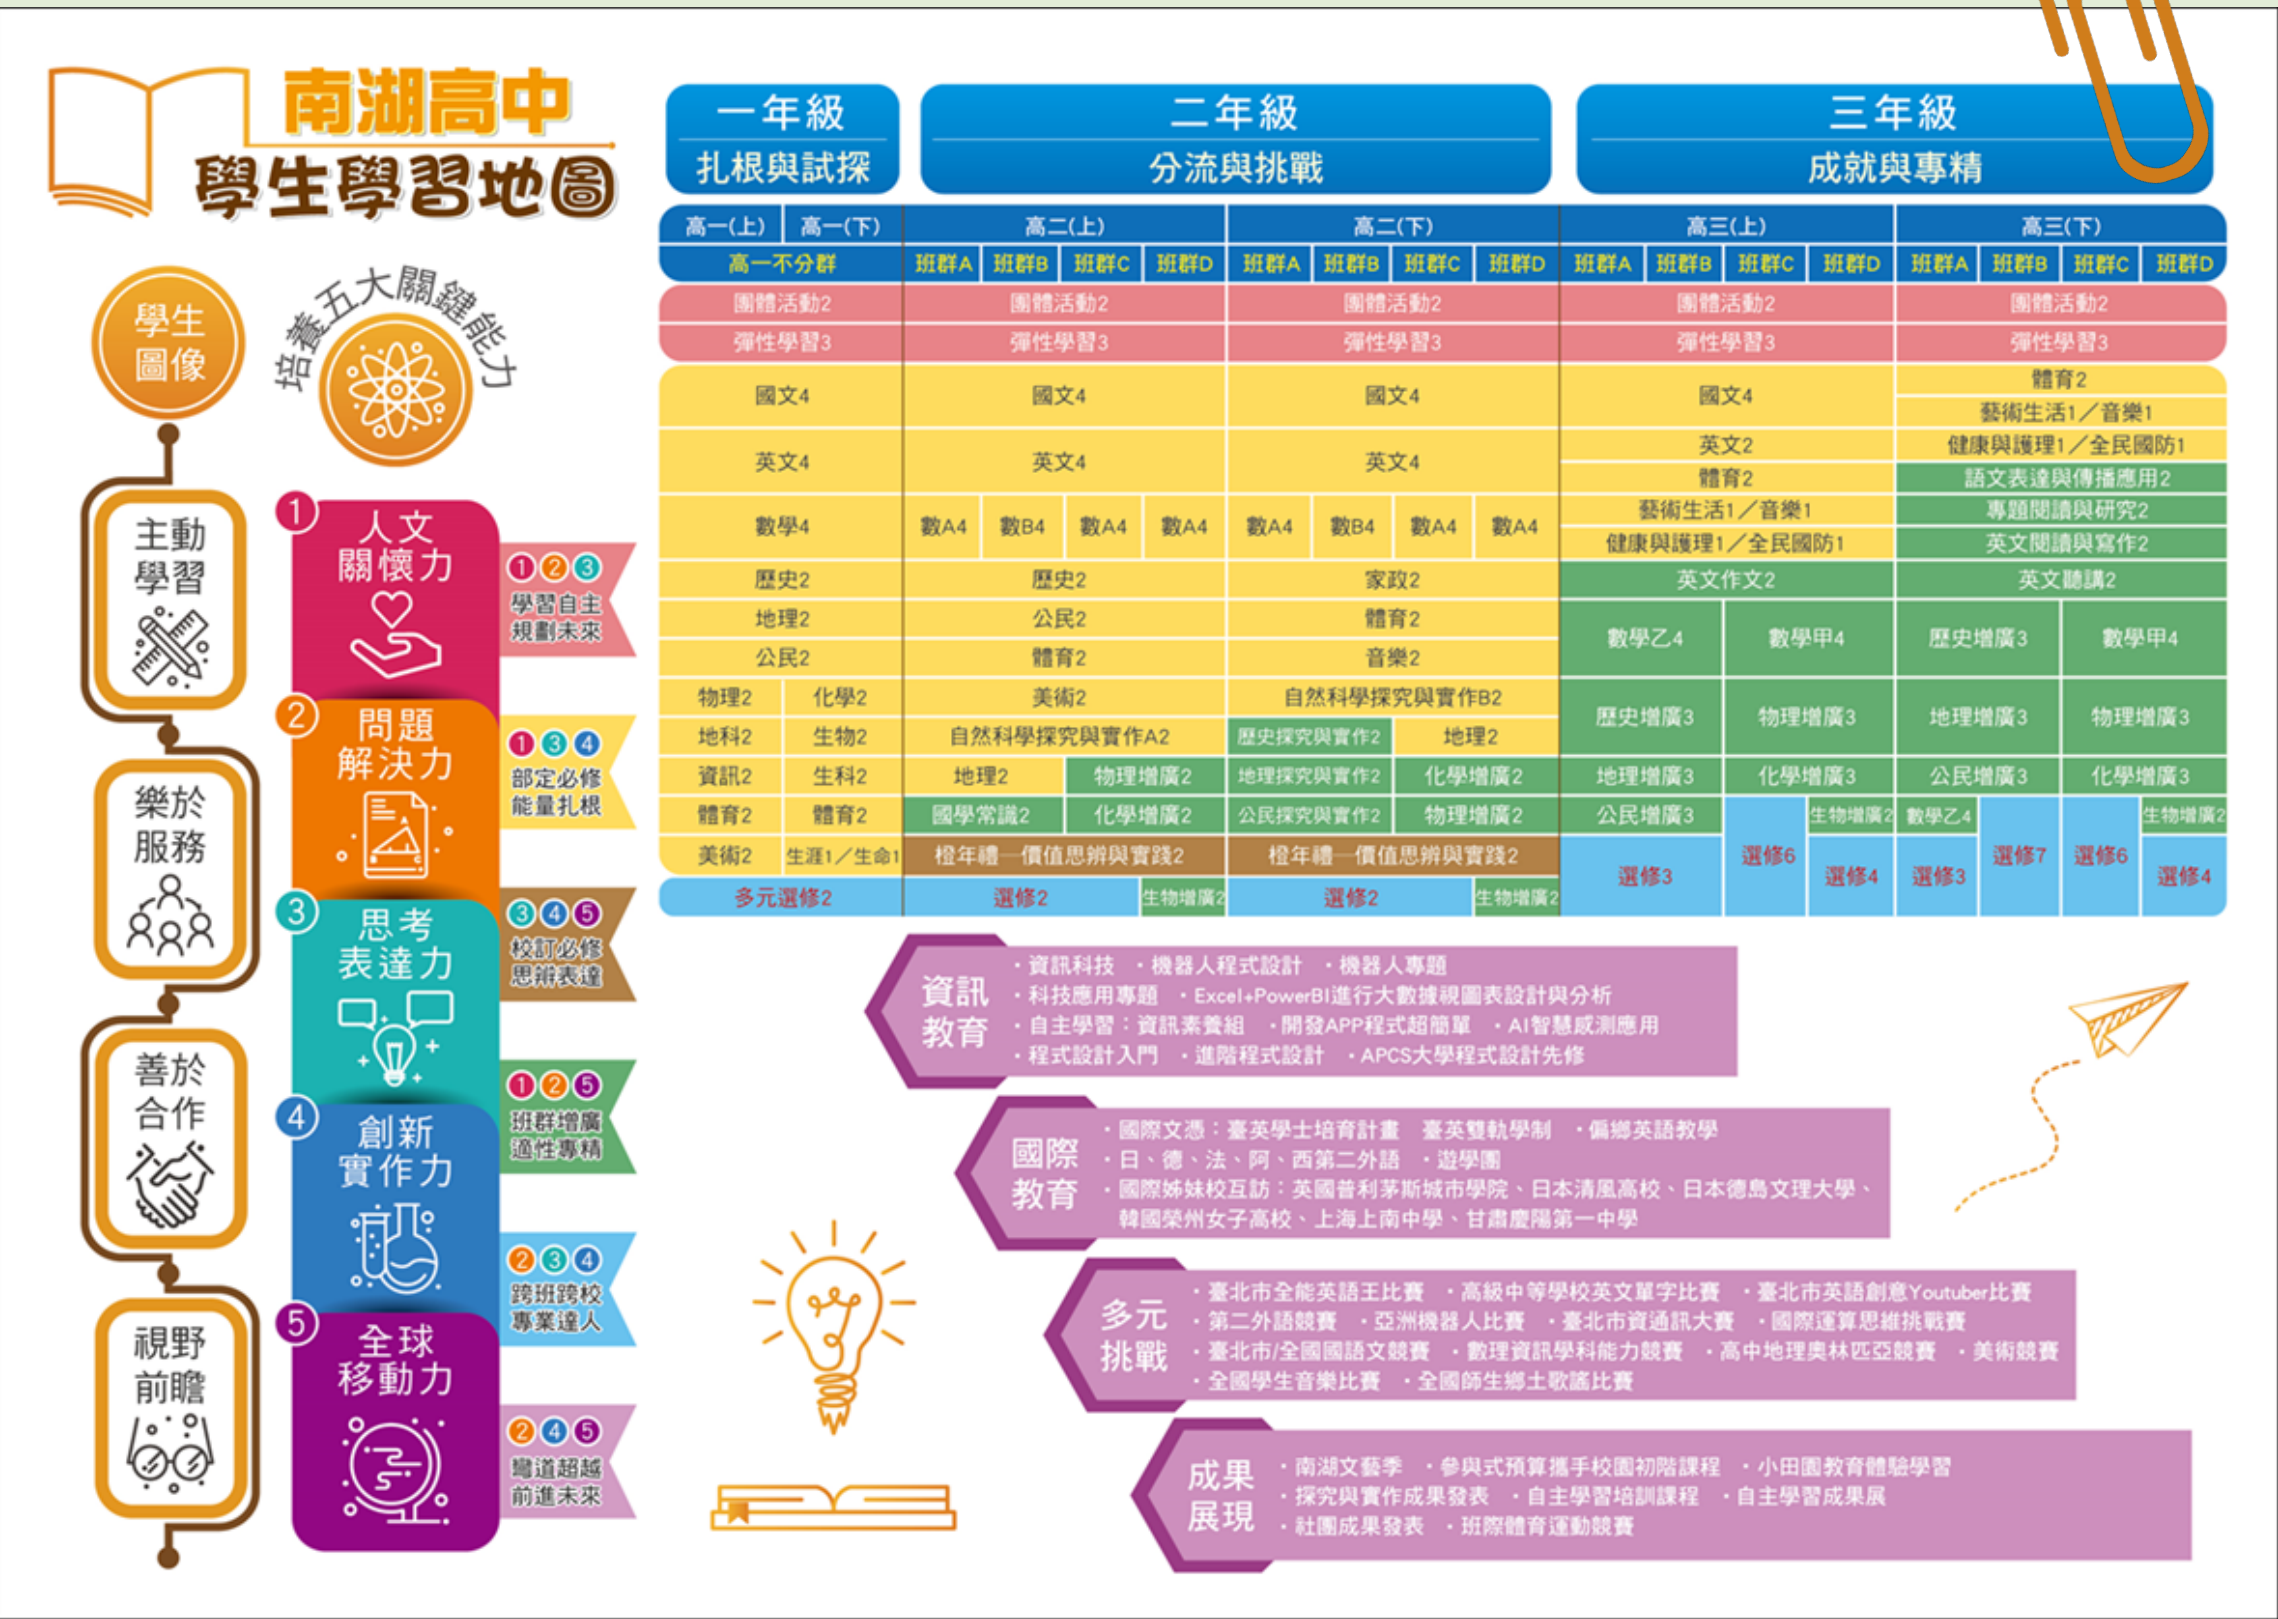 南湖高中
學生學習地圖
學生
圖像
培養五大關鍵能力
主動
學習
樂於
服務
善於
合作
視野
前瞻
1
人文
關懷力
2
問題
解決力
3
思考
表達力
4
創新
實作力
5
全球
移動力
1 2 3
學習自主
規劃未來
1 3 4
部定必修
能量扎根
3 4 5
校訂必修
思辨表達
1 2 5
班群增廣
適性專精
2 3 4
跨班跨校
專業達人
2 4 5
彎道超越
前進未來
一年級 二年級 三年級
扎根與試探 分流與挑戰 成就與專精
高一(上) 高一(下) 高二(上) 高二(下) 高三(上) 高三(下)
高一不分群 班群A 班群B 班群C 班群D 班群A 班群B 班群C 班群D 班群A 班群B 班群C 班群D 班群A 班群B 班群C 班群D
團體活動2 團體活動2 團體活動2 團體活動2 團體活動2
彈性學習3 彈性學習3 彈性學習3 彈性學習3 彈性學習3
體育2
國文4 國文4 國文4 國文4
藝術生活1／音樂1
英文2 健康與護理1／全民國防1
英文4 英文4 英文4
體育2 語文表達與傳播應用2
藝術生活1／音樂1 專題閱讀與研究2
數學4 數A4 數B4 數A4 數A4 數A4 數B4 數A4 數A4
健康與護理1／全民國防1 英文閱讀與寫作2
歷史2 歷史2 家政2 英文作文2 英文聽講2
地理2 公民2 體育2
數學乙4 數學甲4 歷史增廣3 數學甲4
公民2 體育2 音樂2
物理2 化學2 美術2 自然科學探究與實作B2
歷史增廣3 物理增廣3 地理增廣3 物理增廣3
地科2 生物2 自然科學探究與實作A2 歷史探究與實作2 地理2
資訊2 生科2 地理2 物理增廣2 地理探究與實作2 化學增廣2 地理增廣3 化學增廣3 公民增廣3 化學增廣3
體育2 體育2 國學常識2 化學增廣2 公民探究與實作2 物理增廣2 公民增廣3 生物增廣2 數學乙4 生物增廣2
美術2 生涯1／生命1 橙年禮—價值思辨與實踐2 橙年禮—價值思辨與實踐2 選修6 選修7 選修6
選修3 選修4 選修3 選修4
多元選修2 選修2 生物增廣2 選修2 生物增廣2
資訊
教育
・資訊科技 ・機器人程式設計 ・機器人專題
・科技應用專題 ・Excel+PowerBI進行大數據視圖表設計與分析
・自主學習：資訊素養組 ・開發APP程式超簡單 ・AI智慧感測應用
・程式設計入門 ・進階程式設計 ・APCS大學程式設計先修
國際
教育
・國際文憑：臺英學士培育計畫 臺英雙軌學制 ・偏鄉英語教學
・日、德、法、阿、西第二外語 ・遊學團
・國際姊妹校互訪：英國普利茅斯城市學院、日本清風高校、日本德島文理大學、
韓國榮州女子高校、上海上南中學、甘肅慶陽第一中學
多元
挑戰
・臺北市全能英語王比賽 ・高級中等學校英文單字比賽 ・臺北市英語創意Youtuber比賽
・第二外語競賽 ・亞洲機器人比賽 ・臺北市資通訊大賽 ・國際運算思維挑戰賽
・臺北市/全國國語文競賽 ・數理資訊學科能力競賽 ・高中地理奧林匹亞競賽 ・美術競賽
・全國學生音樂比賽 ・全國師生鄉土歌謠比賽
成果
展現
・南湖文藝季 ・參與式預算攜手校園初階課程 ・小田園教育體驗學習
・探究與實作成果發表 ・自主學習培訓課程 ・自主學習成果展
・社團成果發表 ・班際體育運動競賽